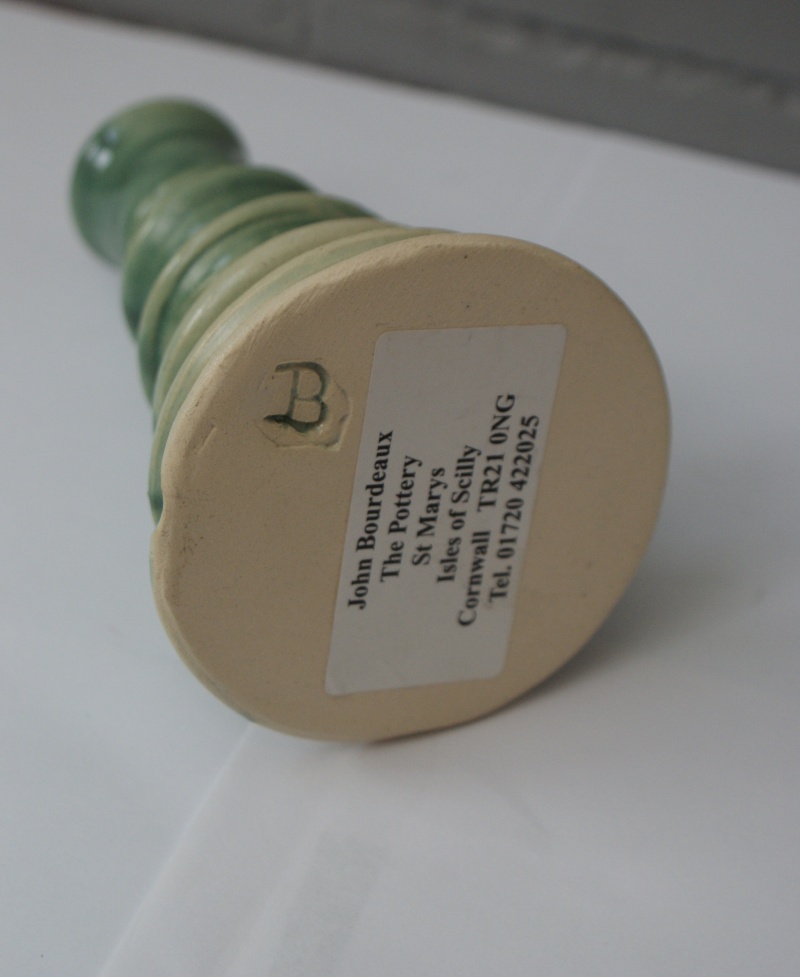 B
John Bourdeaux
The Pottery
St Marys
Isles of Scilly
Cornwall TR21 0NG
Tel. 01720 422025